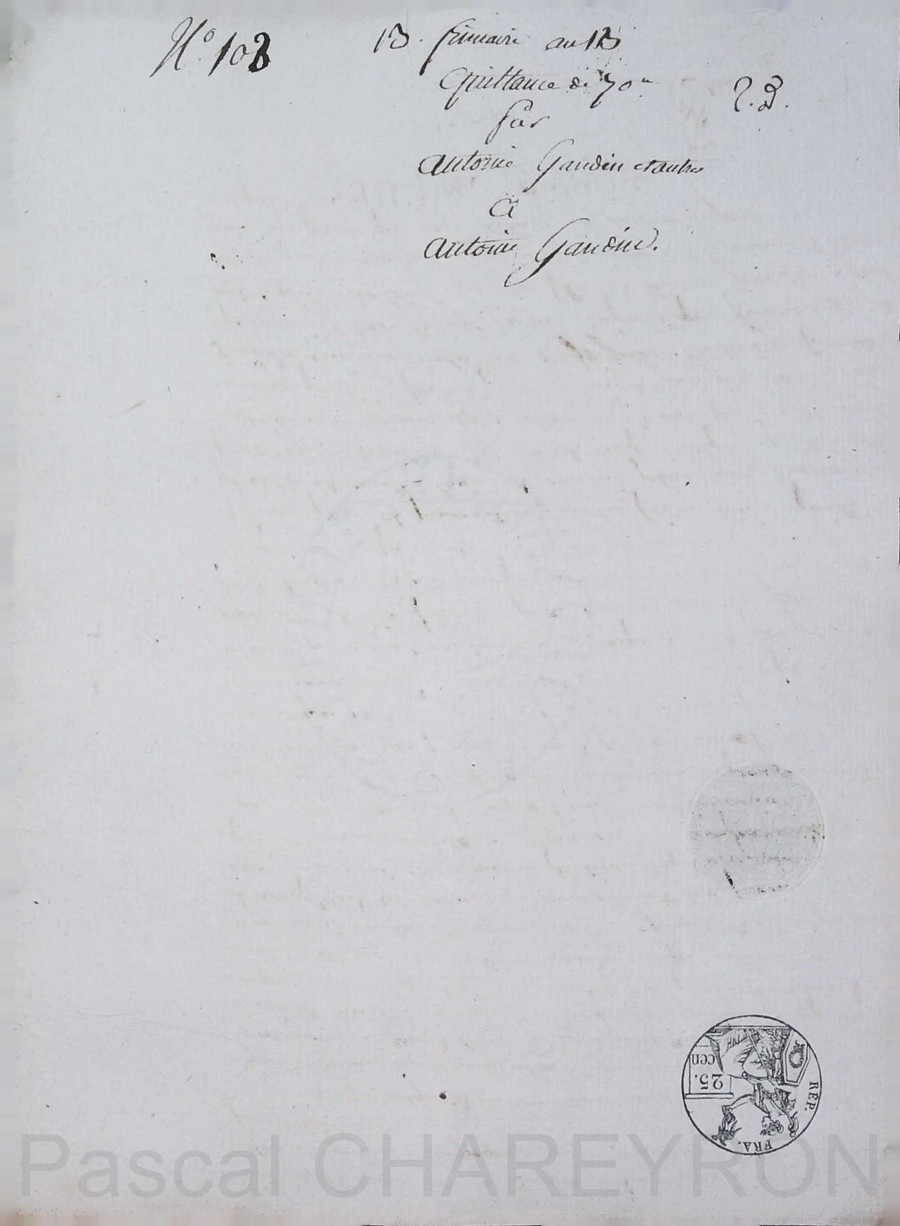 N.° 108
13. frimaire an 13
Quittance de 70 #
par
Antoine Gaudin et autres
à
Antoine Gaudin.
2. D.
25.
cen
REP.
FRA.
Pascal CHAREYRON